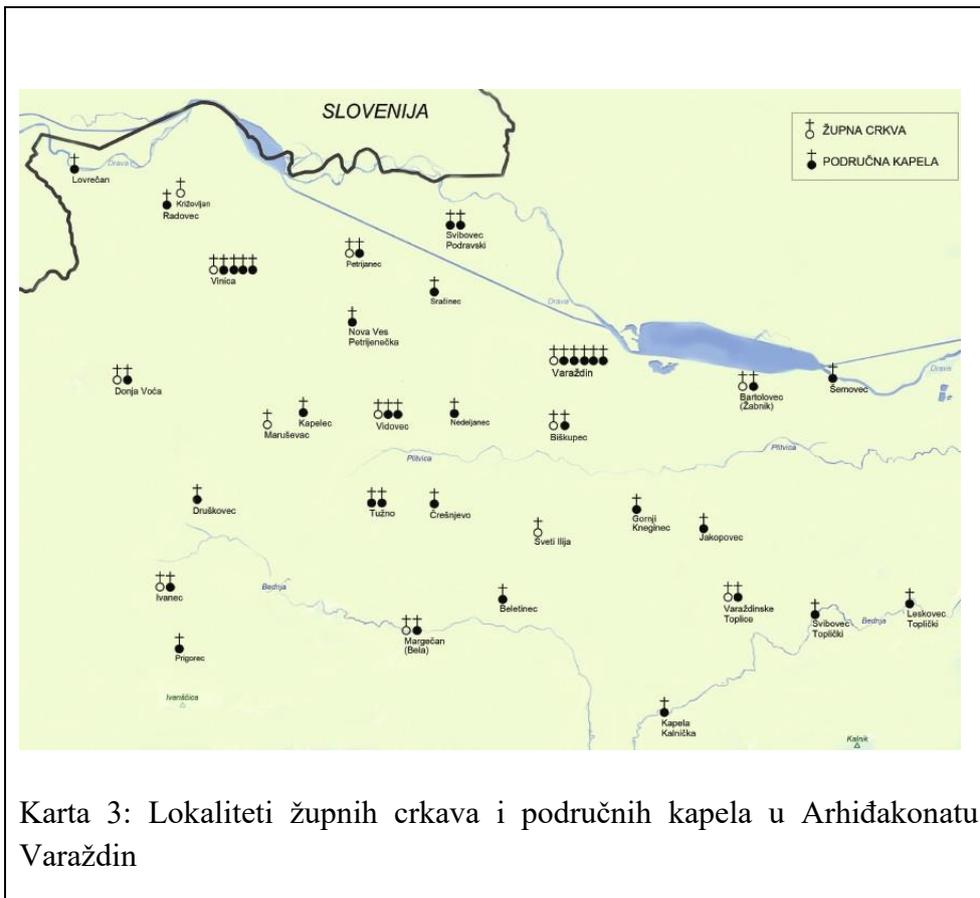 SLOVENIJA
ŽUPNA CRKVA
PODRUČNA KAPELA
Drava
Lovrečan
Križovljan
Radovec
Svibovec
Podravski
Petrijanec
Vinica
Sračinec
Drava
Nova Ves
Petrijenečka
Varaždin
Drava
Donja Voća
Bartolovec
(Žabnik)
Šemovec
Kapelec
Maruševac
Vidovec
Nedeljanec
Biškupec
Plitvica
Plitvica
Druškovec
Tužno
Črešnjevo
Gornji
Kneginec
Jakopovec
Sveti Ilija
Ivanec
Bednja
Beletinec
Varaždinske
Toplice
Svibovec
Toplički
Bednja
Leskovec
Toplički
Margečan
(Bela)
Prigorec
Ivanščica
Kapela
Kalnička
Kalnik
Karta 3: Lokaliteti župnih crkava i područnih kapela u Arhiđakonatu
Varaždin